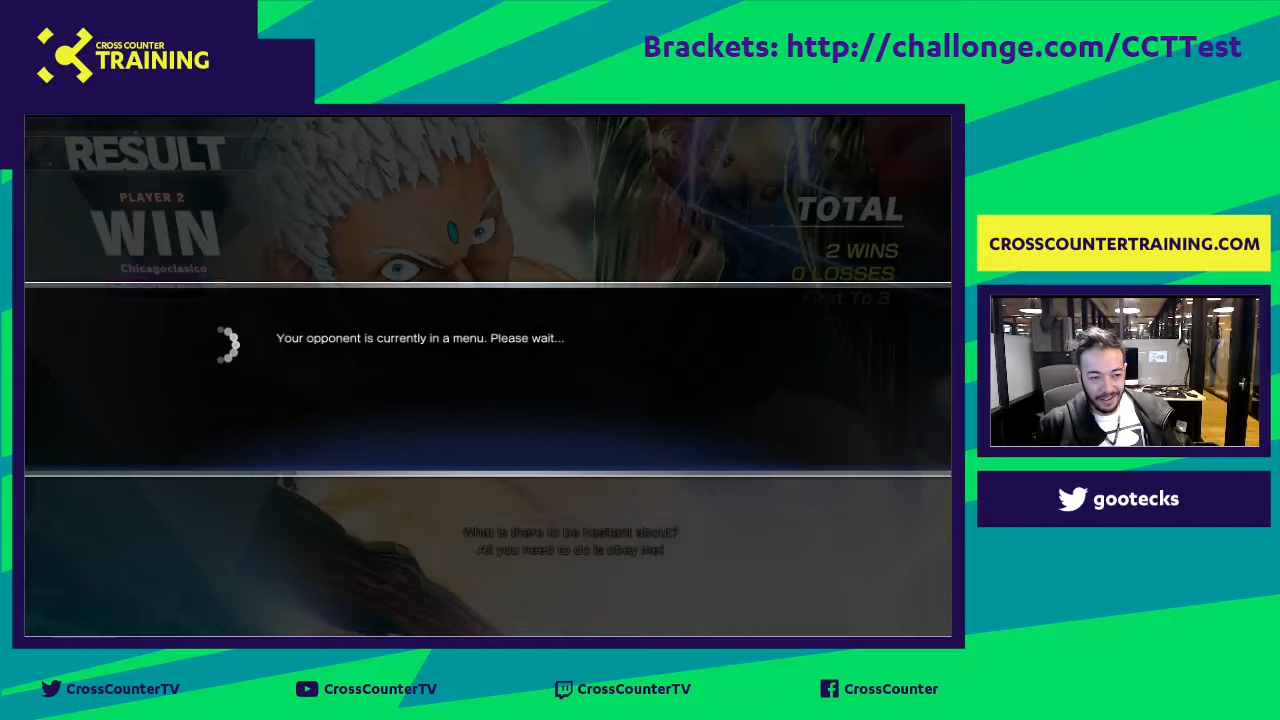 CROSS COUNTER
TRAINING
Brackets: http://challonge.com/CCTTest
RESULT
PLAYER 2
WIN
Chicagoclasico
TOTAL
2 WINS
0 LOSSES
First To 3
Your opponent is currently in a menu. Please wait...
What is there to be hesitant about?
All you need to do is obey me!
CROSSCOUNTERTRAINING.COM
gootecks
CrossCounterTV
CrossCounterTV
CrossCounterTV
CrossCounter